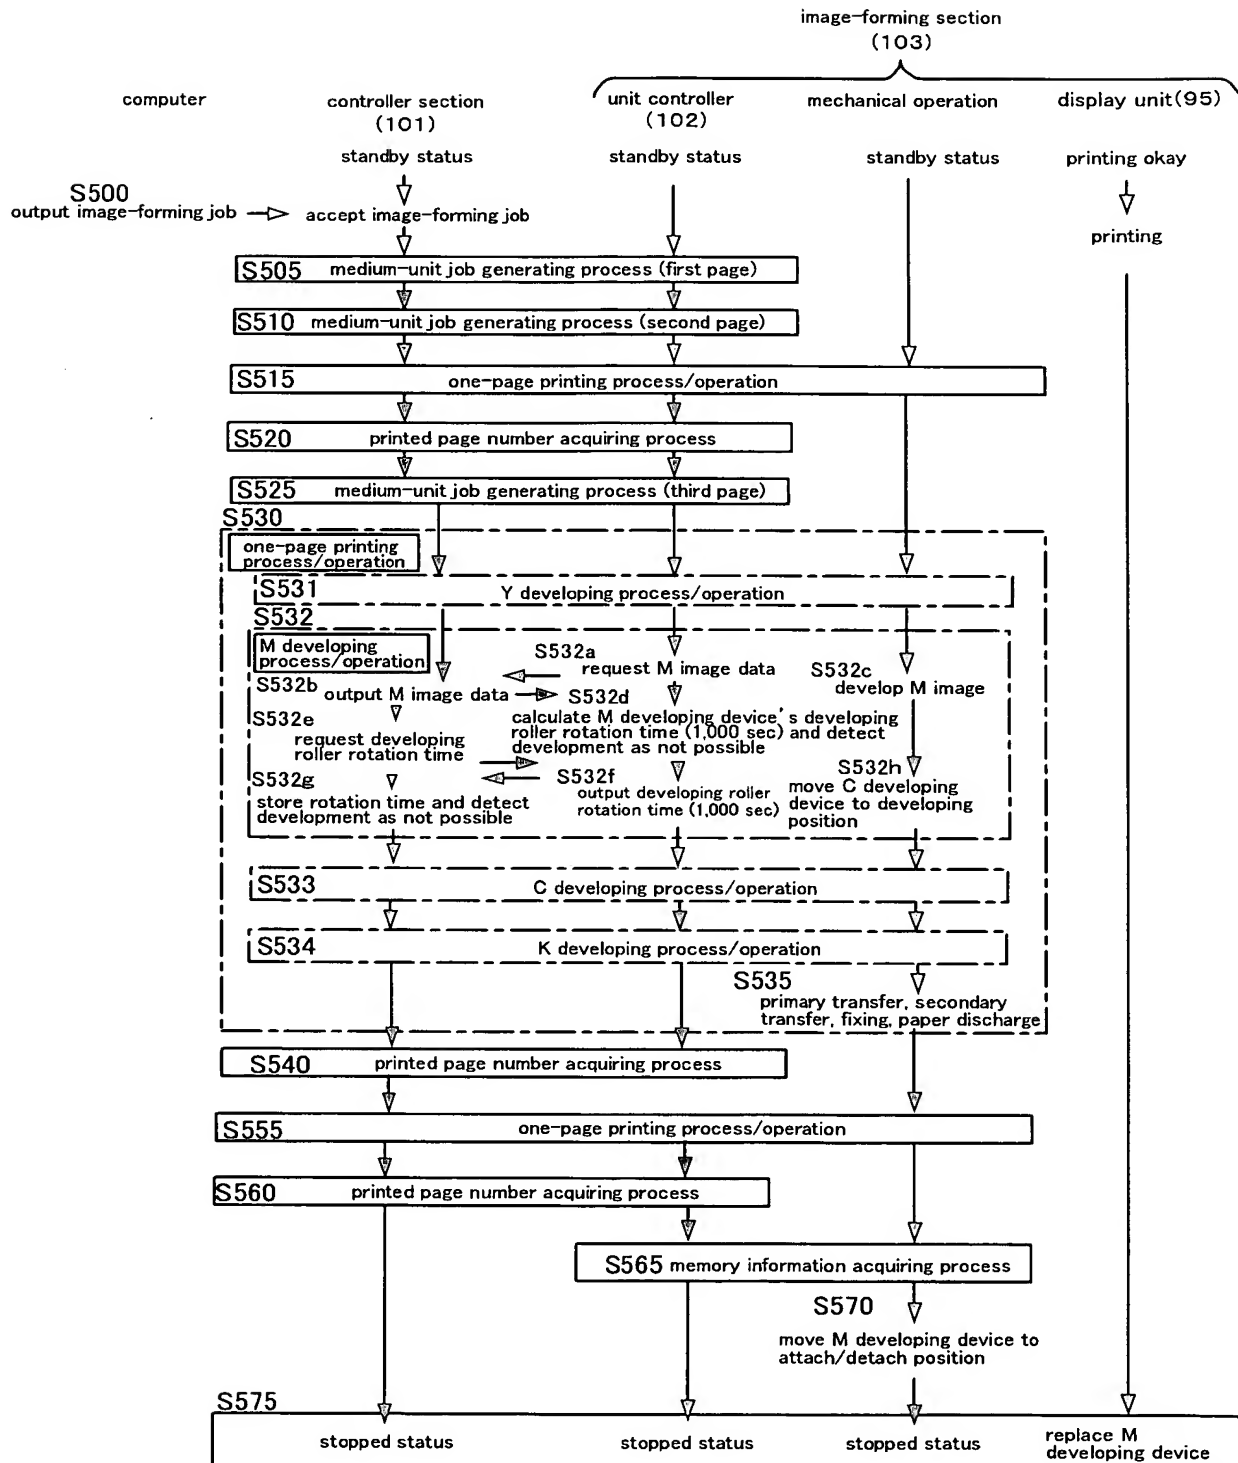 image-forming section
(103)
computer
controller section
(101)
unit controller
(102)
mechanical operation
display unit(95)
standby status
standby status
standby status
printing okay
S500
output image-forming job
accept image-forming job
printing
S505 medium-unit job generating process (first page)
S510 medium-unit job generating process (second page)
S515 one-page printing process/operation
S520 printed page number acquiring process
S525 medium-unit job generating process (third page)
S530
one-page printing
process/operation
S531 Y developing process/operation
S532
M developing
process/operation
S532a
request M image data
S532b
output M image data
S532c
develop M image
S532d
calculate M developing device's developing
roller rotation time (1,000 sec) and detect
development as not possible
S532e
request developing
roller rotation time
S532f
output developing roller
rotation time (1,000 sec)
S532g
store rotation time and detect
development as not possible
S532h
move C developing
device to developing
position
S533 C developing process/operation
S534 K developing process/operation
S535
primary transfer, secondary
transfer, fixing, paper discharge
S540 printed page number acquiring process
S555 one-page printing process/operation
S560 printed page number acquiring process
S565 memory information acquiring process
S570
move M developing device to
attach/detach position
S575
stopped status
stopped status
stopped status
replace M
developing device